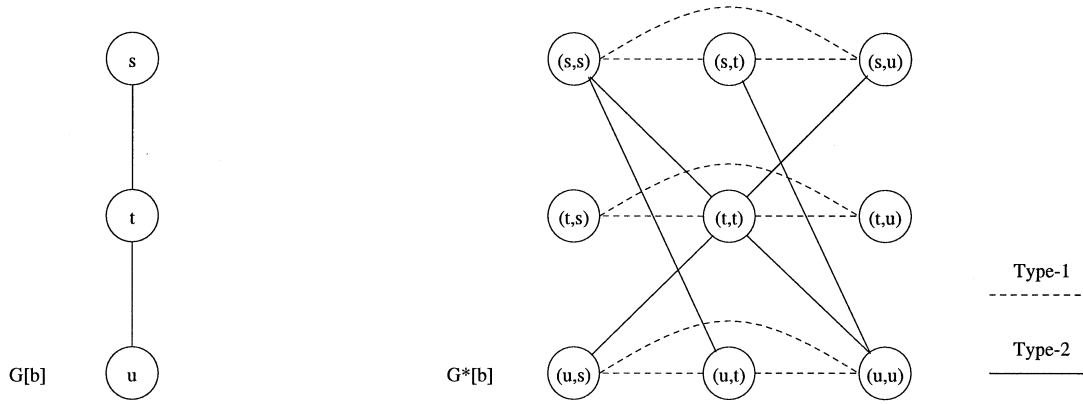 s
(s,s)
(s,t)
(s,u)
t
(t,s)
(t,t)
(t,u)
Type-1
Type-2
G[b]
u
G*[b]
(u,s)
(u,t)
(u,u)